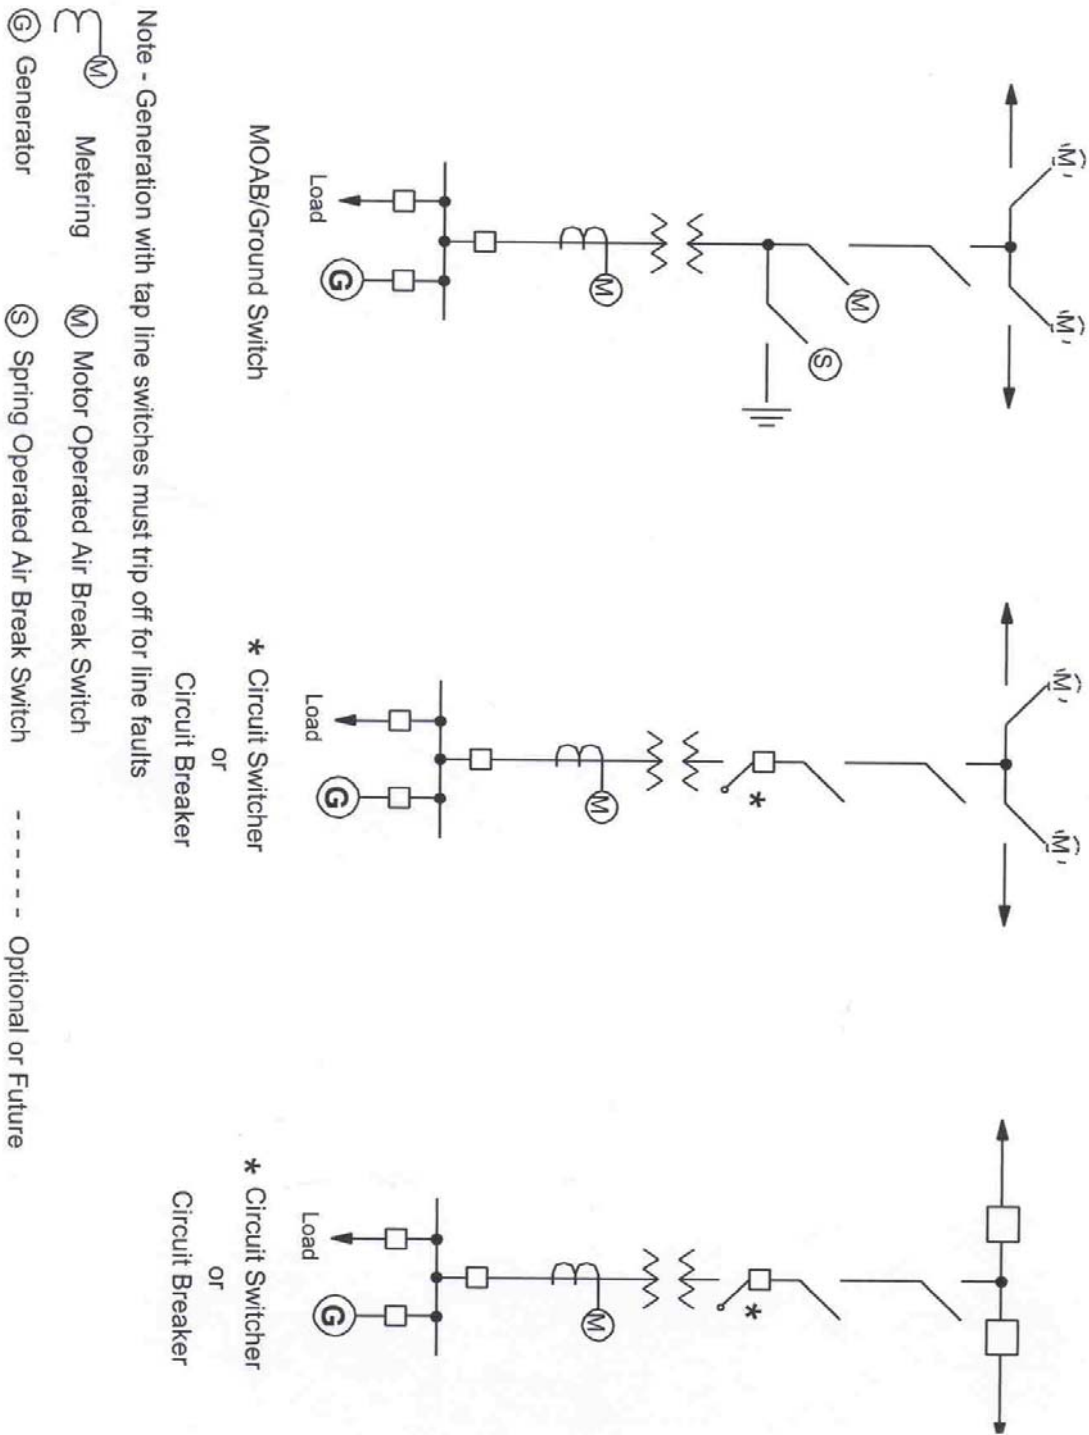 M
M
M
S
M
Load
G
MOAB/Ground Switch
M
M
*
M
Load
G
* Circuit Switcher
or
Circuit Breaker
*
M
Load
G
* Circuit Switcher
or
Circuit Breaker
Note - Generation with tap line switches must trip off for line faults
M Metering
M Motor Operated Air Break Switch
G Generator
S Spring Operated Air Break Switch
- - - - - - Optional or Future